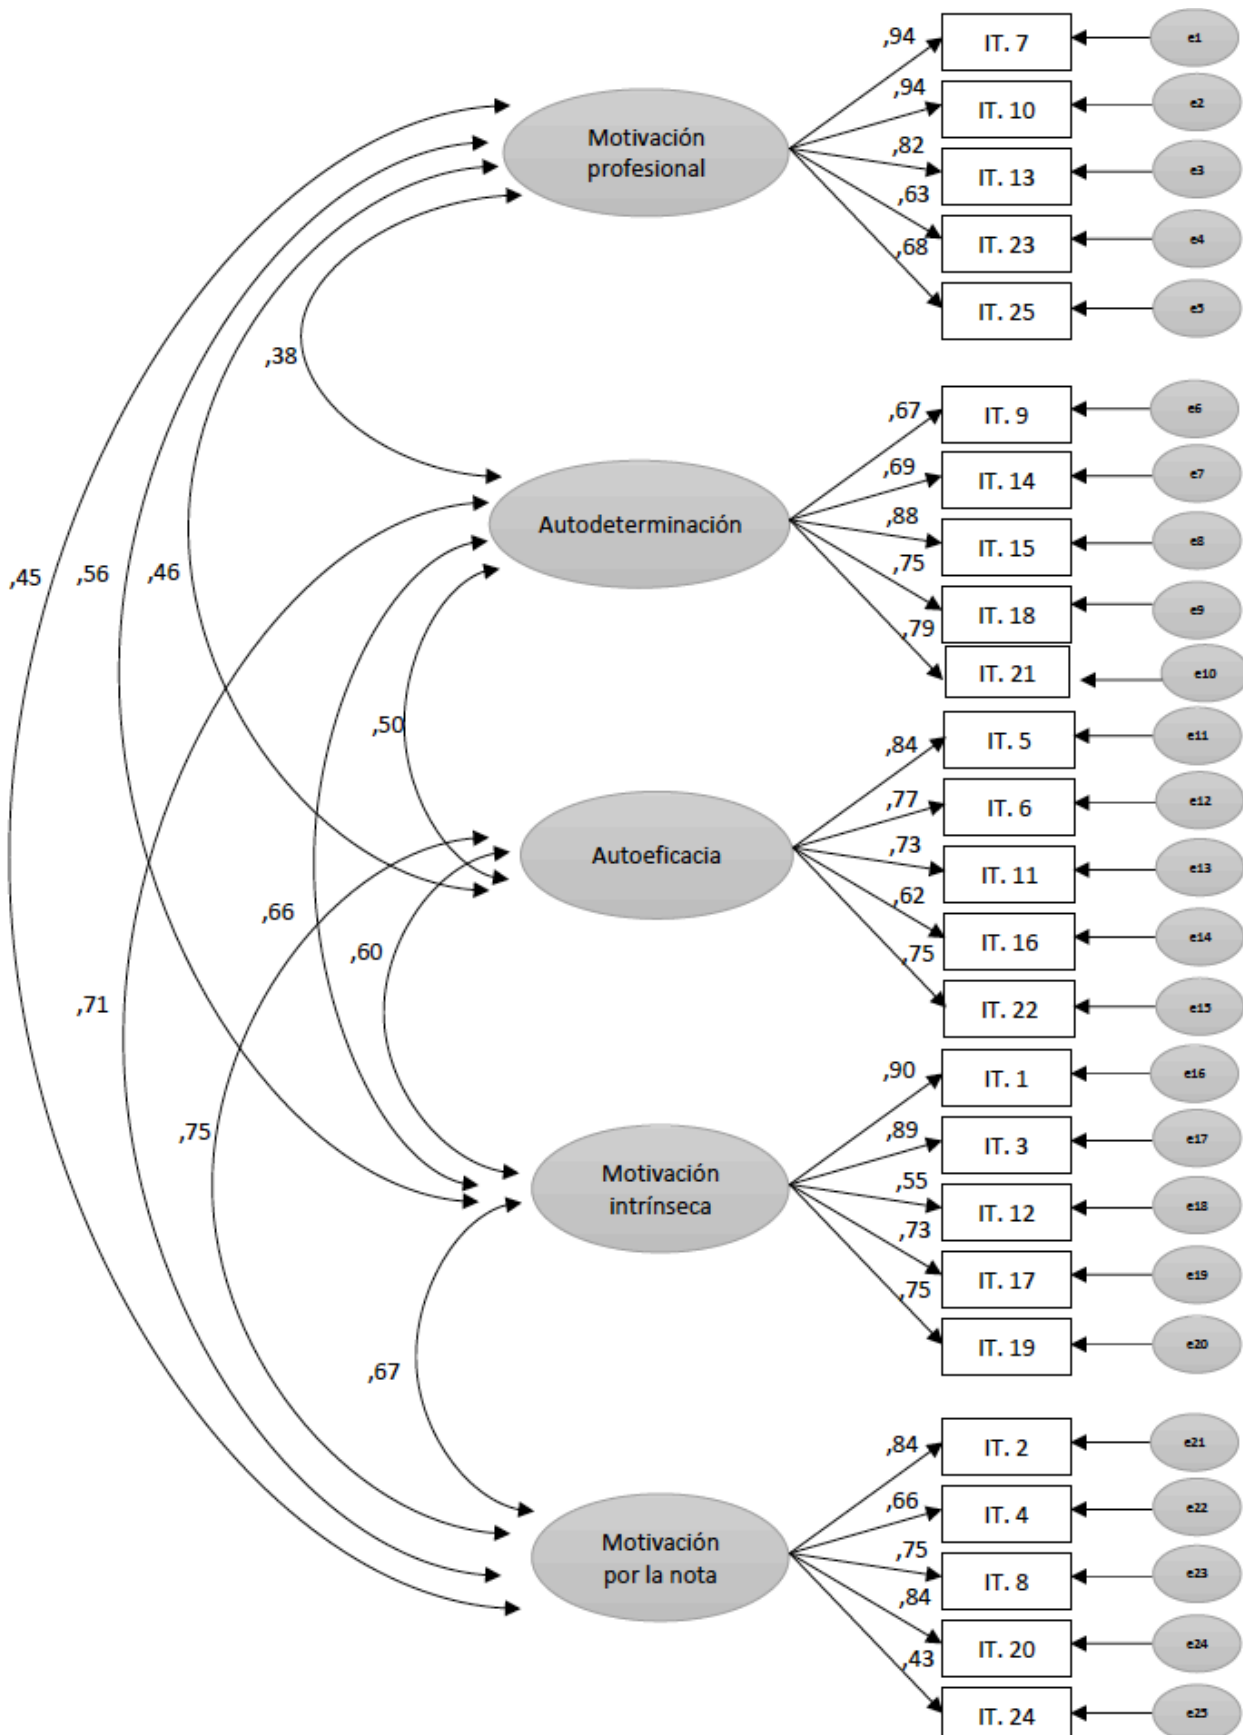 ,94
IT. 7
e1
,94
IT. 10
e2
Motivación
profesional
,82
IT. 13
e3
,63
IT. 23
e4
,68
IT. 25
e5
,38
,67
IT. 9
e6
,69
IT. 14
e7
Autodeterminación
,88
IT. 15
e8
,75
IT. 18
e9
,79
IT. 21
e10
,45
,56
,46
,50
,84
IT. 5
e11
,77
IT. 6
e12
Autoeficacia
,73
IT. 11
e13
,62
IT. 16
e14
,75
IT. 22
e15
,66
,60
,71
,75
,90
IT. 1
e16
,89
IT. 3
e17
Motivación
intrínseca
,55
IT. 12
e18
,73
IT. 17
e19
,75
IT. 19
e20
,67
,84
IT. 2
e21
,66
IT. 4
e22
Motivación
por la nota
,75
IT. 8
e23
,84
IT. 20
e24
,43
IT. 24
e25